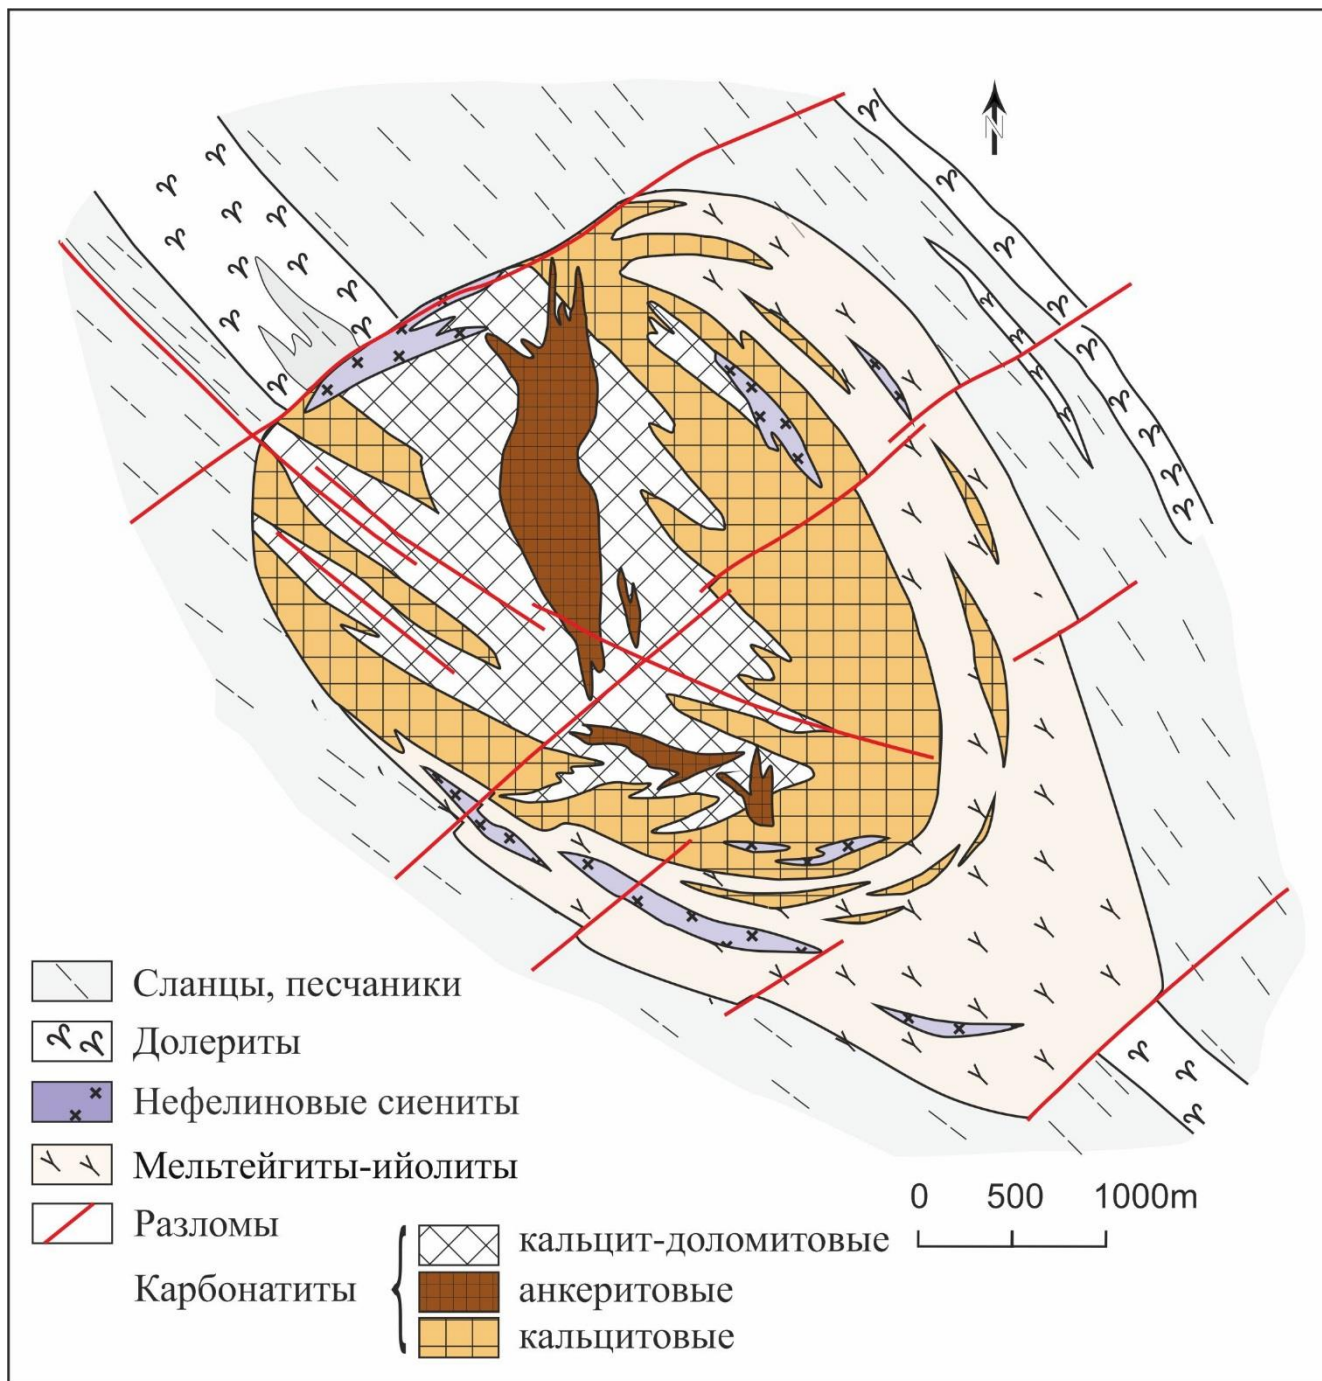 N
Сланцы, песчаники
Долериты
Нефелиновые сиениты
Мельтейгиты-ийолиты
Разломы
0 500 1000m
Карбонатиты
кальцит-доломитовые
анкеритовые
кальцитовые